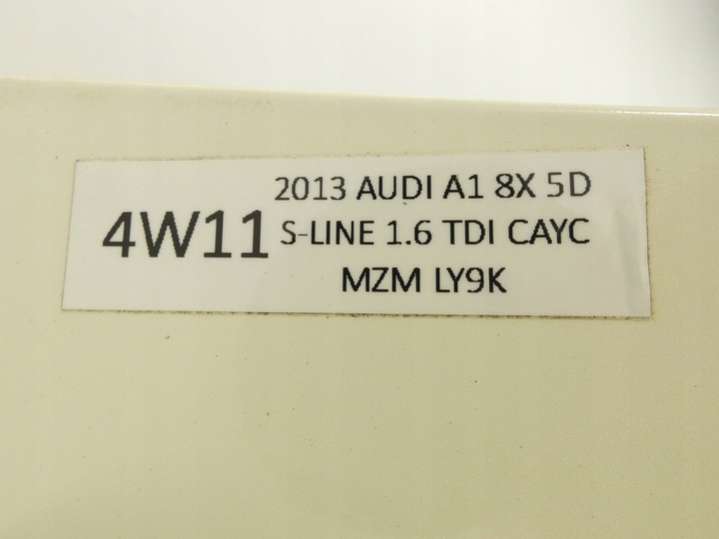 4W11
2013 AUDI A1 8X 5D
S-LINE 1.6 TDI CAYC
MZM LY9K